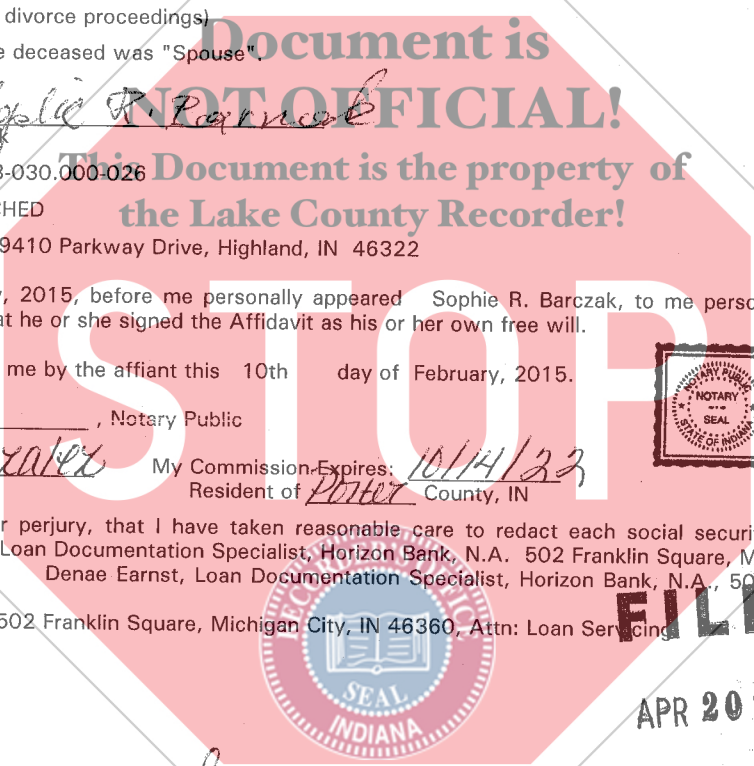 divorce proceedings)
Document is
e deceased was "Spouse".
NOT OFFICIAL!
This Document is the property of
3-030.000-026
the Lake County Recorder!
CHED
9410 Parkway Drive, Highland, IN 46322
STOP
, 2015, before me personally appeared Sophie R. Barczak, to me perso
at he or she signed the Affidavit as his or her own free will.
me by the affiant this 10th day of February, 2015.
, Notary Public
NOTARY PUBLIC
NOTARY
SEAL
STATE OF INDIANA
My Commission Expires: 10/14/22
Resident of Porter County, IN
r perjury, that I have taken reasonable care to redact each social securi
Loan Documentation Specialist, Horizon Bank, N.A. 502 Franklin Square, M
Denae Earnst, Loan Documentation Specialist, Horizon Bank, N.A., 50
502 Franklin Square, Michigan City, IN 46360, Attn: Loan Servicing
FIL
SEAL
INDIANA
APR 20